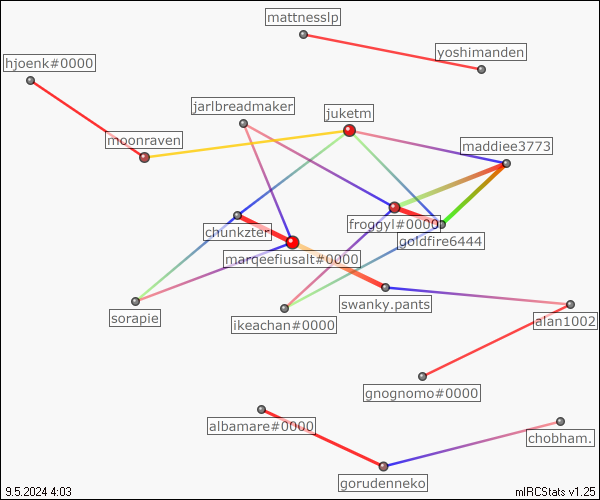 mattnesslp
yoshimanden
hjoenk#0000
jarlbreadmaker
juketm
moonraven
maddiee3773
froggyl#0000
chunkzter
goldfire6444
marqeefiusalt#0000
swanky.pants
sorapie
ikeachan#0000
alan1002
gnognomo#0000
albamare#0000
chobham.
gorudenneko
9.5.2024 4:03
mIRCStats v1.25